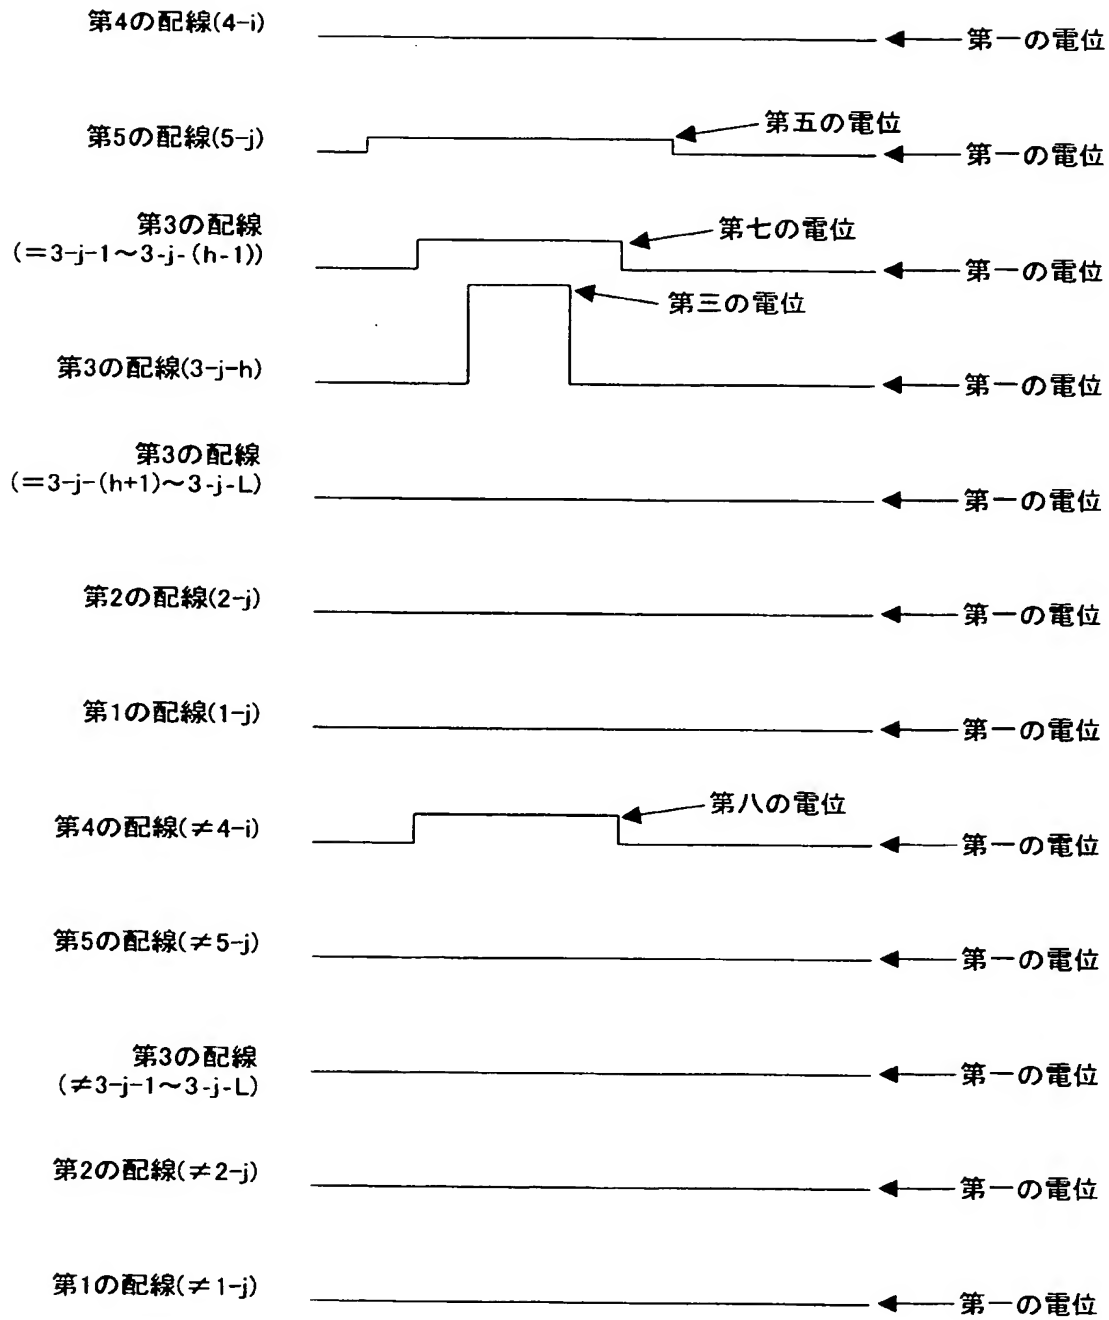 第4の配線(4-i)
第一の電位
第5の配線(5-j)
第五の電位
第一の電位
第3の配線
(=3-j-1～3-j-(h-1))
第七の電位
第一の電位
第三の電位
第3の配線(3-j-h)
第一の電位
第3の配線
(=3-j-(h+1)～3-j-L)
第一の電位
第2の配線(2-j)
第一の電位
第1の配線(1-j)
第一の電位
第4の配線(≠4-i)
第八の電位
第一の電位
第5の配線(≠5-j)
第一の電位
第3の配線
(≠3-j-1～3-j-L)
第一の電位
第2の配線(≠2-j)
第一の電位
第1の配線(≠1-j)
第一の電位